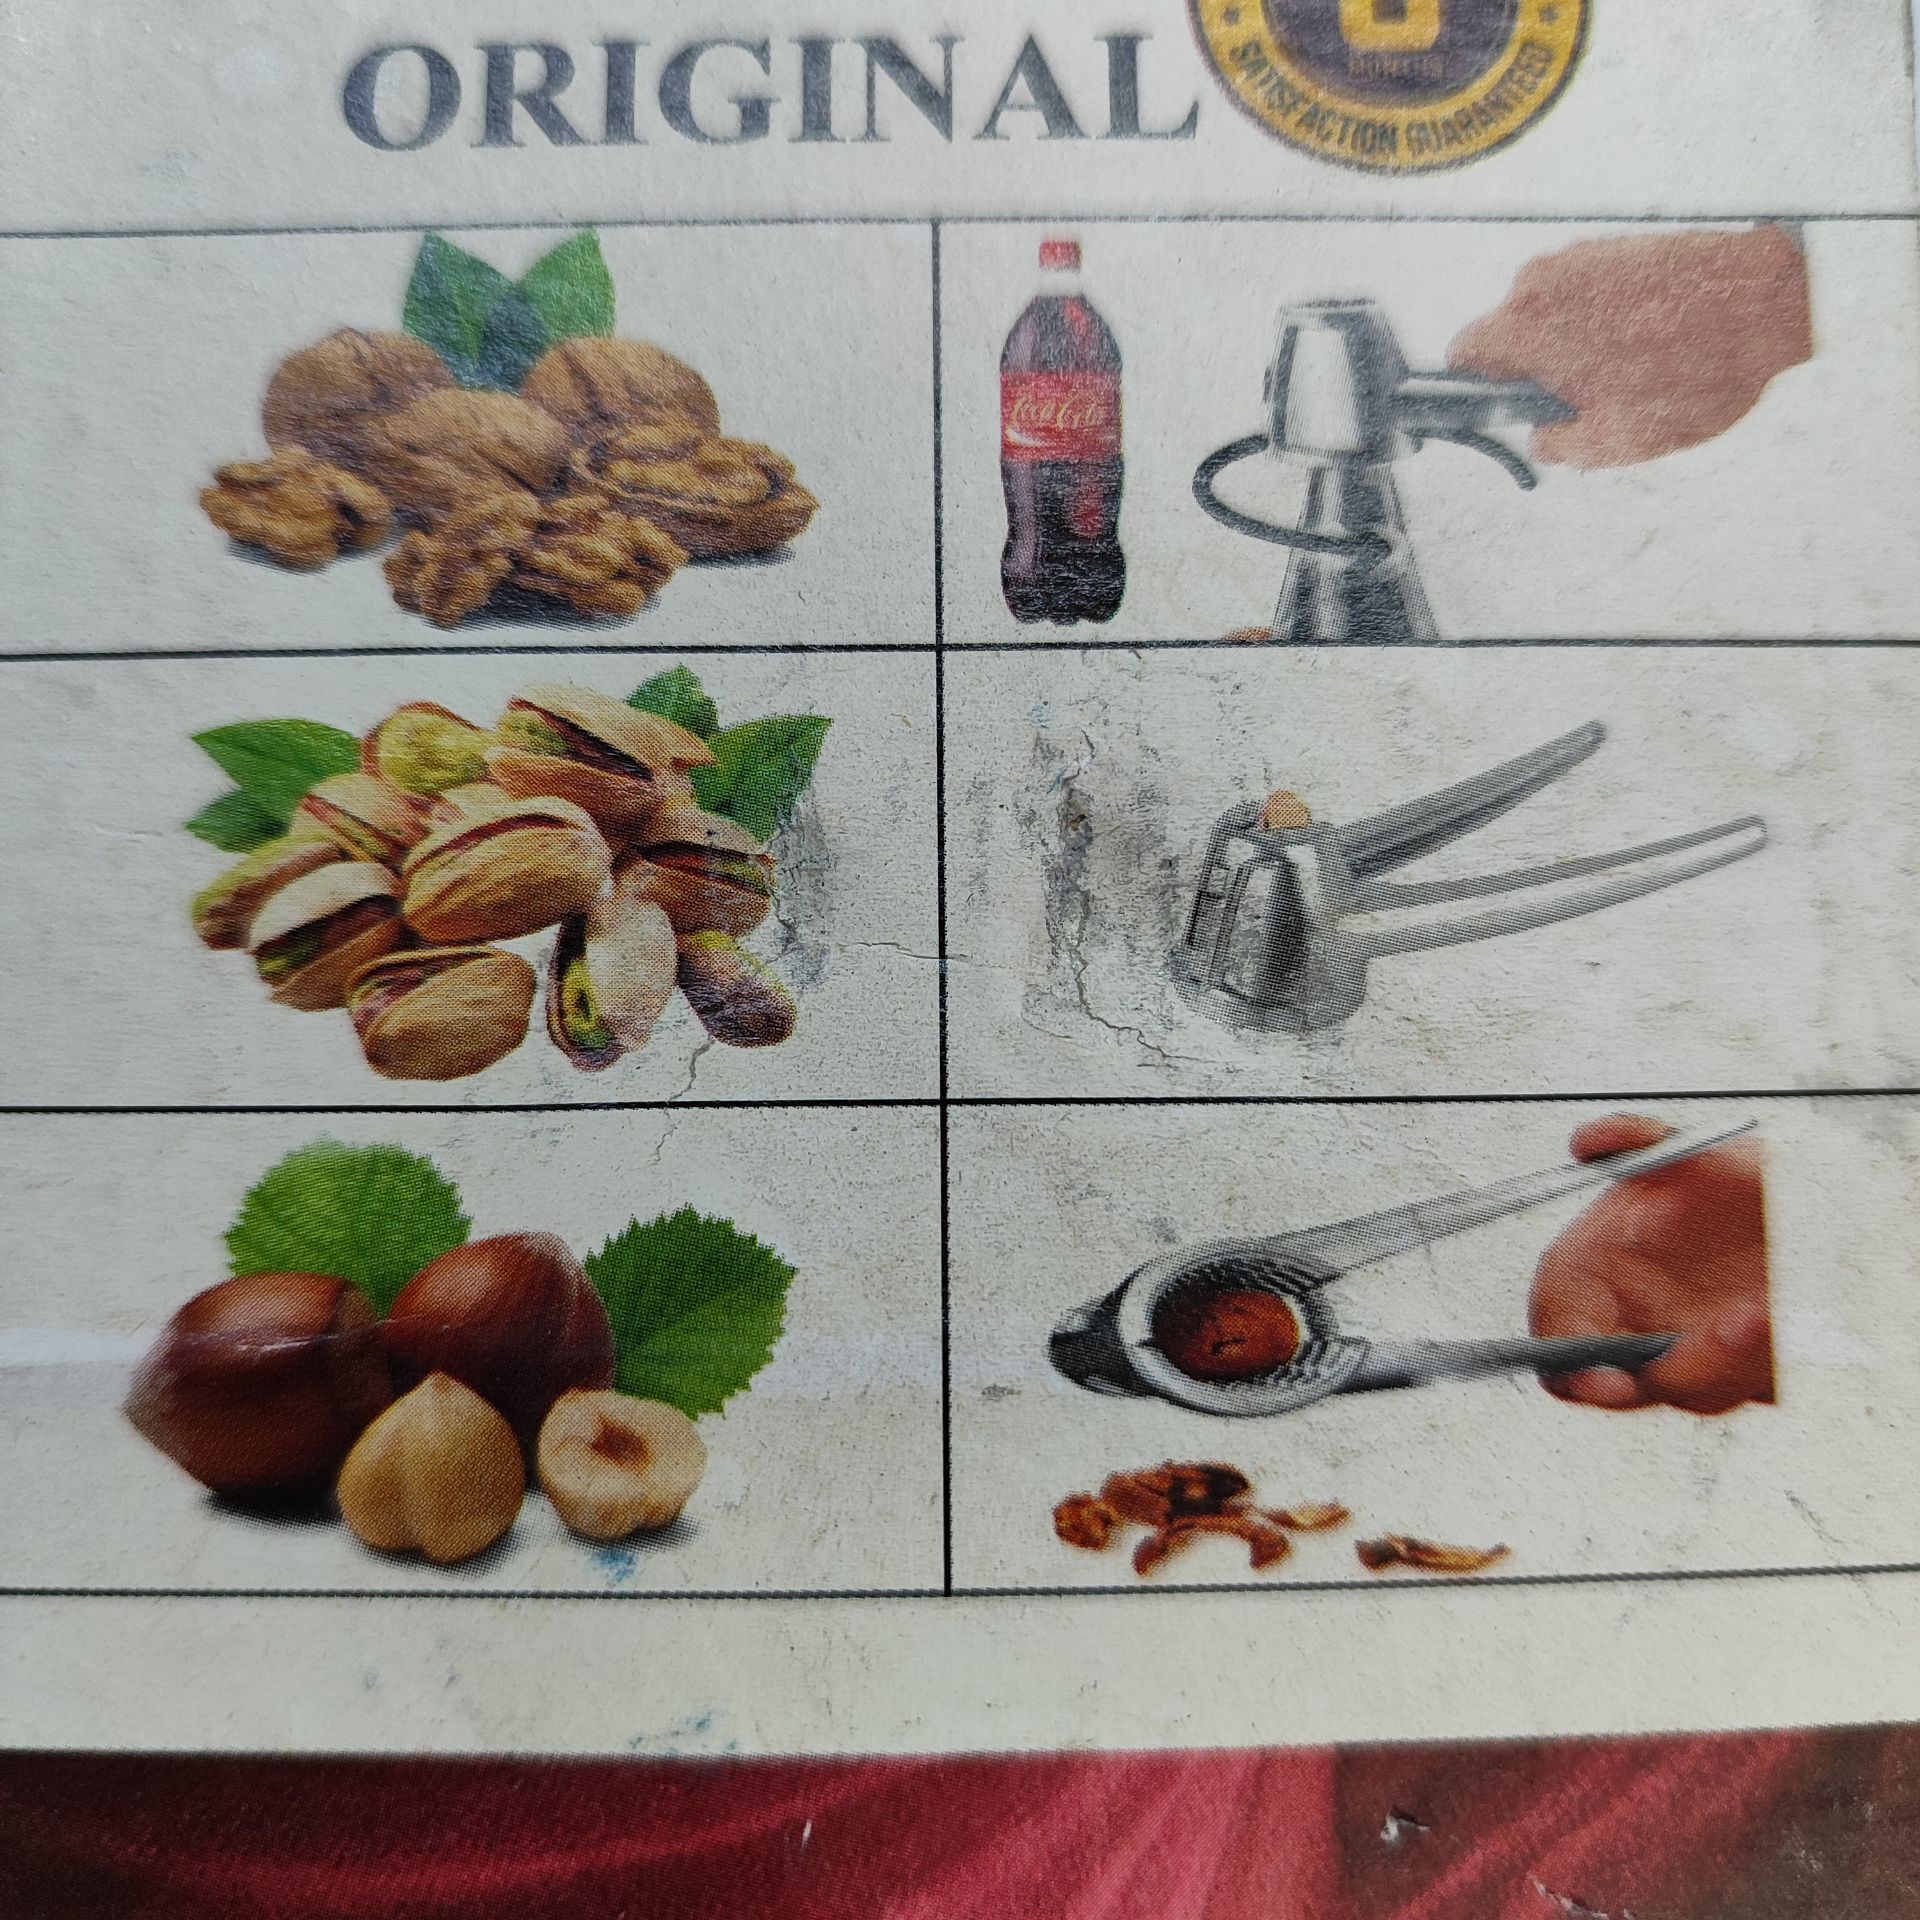 ORIGINAL
SATISFACTION GUARANTEED
Coca-Cola